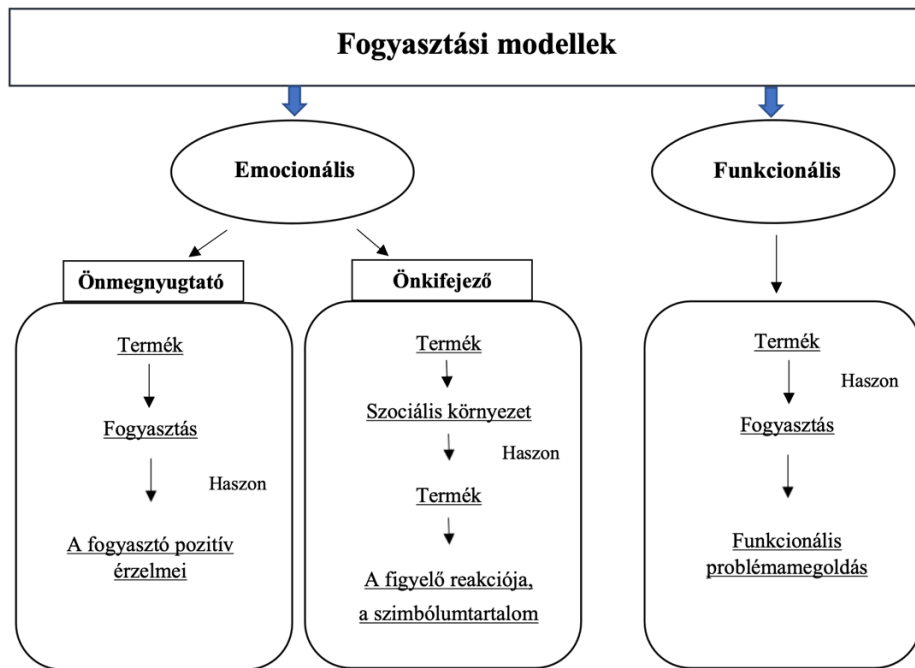 Fogyasztási modellek
Emocionális
Funkcionális
Önmegnyugtató
Termék
Fogyasztás
Haszon
A fogyasztó pozitív
érzelmei
Önkifejező
Termék
Szociális környezet
Haszon
Termék
A figyelő reakciója,
a szimbólumtartalom
Termék
Haszon
Fogyasztás
Funkcionális
problémamegoldás